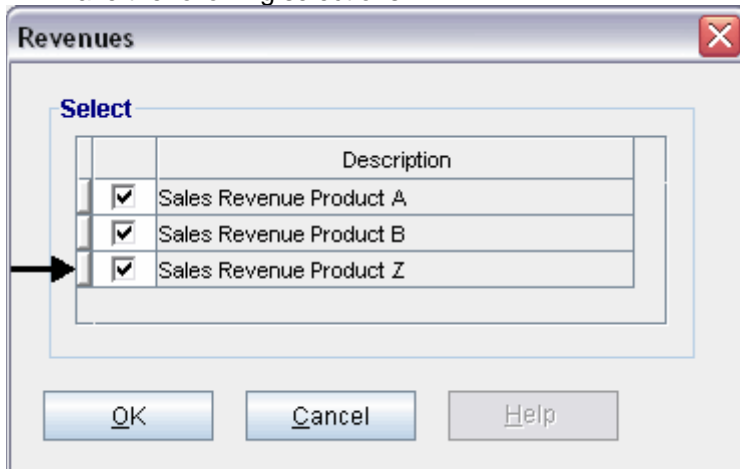 Revenues
Select
Description
Sales Revenue Product A
Sales Revenue Product B
Sales Revenue Product Z
OK
Cancel
Help